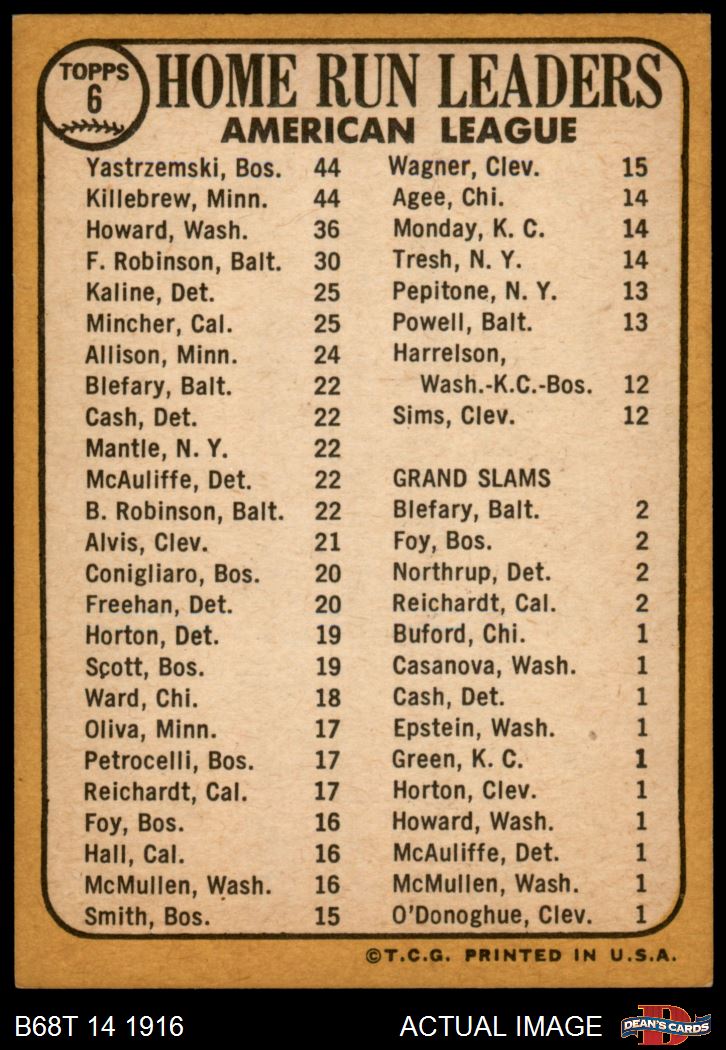 TOPPS
6
HOME RUN LEADERS
AMERICAN LEAGUE
Yastrzemski, Bos. 44
Killebrew, Minn. 44
Howard, Wash. 36
F. Robinson, Balt. 30
Kaline, Det. 25
Mincher, Cal. 25
Allison, Minn. 24
Blefary, Balt. 22
Cash, Det. 22
Mantle, N. Y. 22
McAuliffe, Det. 22
B. Robinson, Balt. 22
Alvis, Clev. 21
Conigliaro, Bos. 20
Freehan, Det. 20
Horton, Det. 19
Scott, Bos. 19
Ward, Chi. 18
Oliva, Minn. 17
Petrocelli, Bos. 17
Reichardt, Cal. 17
Foy, Bos. 16
Hall, Cal. 16
McMullen, Wash. 16
Smith, Bos. 15
Wagner, Clev. 15
Agee, Chi. 14
Monday, K. C. 14
Tresh, N. Y. 14
Pepitone, N. Y. 13
Powell, Balt. 13
Harrelson,
Wash.-K.C.-Bos. 12
Sims, Clev. 12
GRAND SLAMS
Blefary, Balt. 2
Foy, Bos. 2
Northrup, Det. 2
Reichardt, Cal. 2
Buford, Chi. 1
Casanova, Wash. 1
Cash, Det. 1
Epstein, Wash. 1
Green, K. C. 1
Horton, Clev. 1
Howard, Wash. 1
McAuliffe, Det. 1
McMullen, Wash. 1
O'Donoghue, Clev. 1
©T.C.G. PRINTED IN U.S.A.
B68T 14 1916
ACTUAL IMAGE
D
DEAN'S CARDS